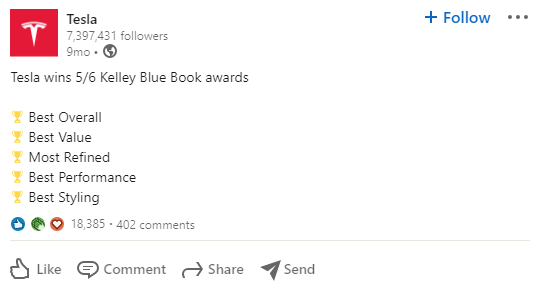 Tesla
+ Follow
7,397,431 followers
9mo •
Tesla wins 5/6 Kelley Blue Book awards
🏆 Best Overall
🏆 Best Value
🏆 Most Refined
🏆 Best Performance
🏆 Best Styling
18,385 • 402 comments
Like Comment Share Send